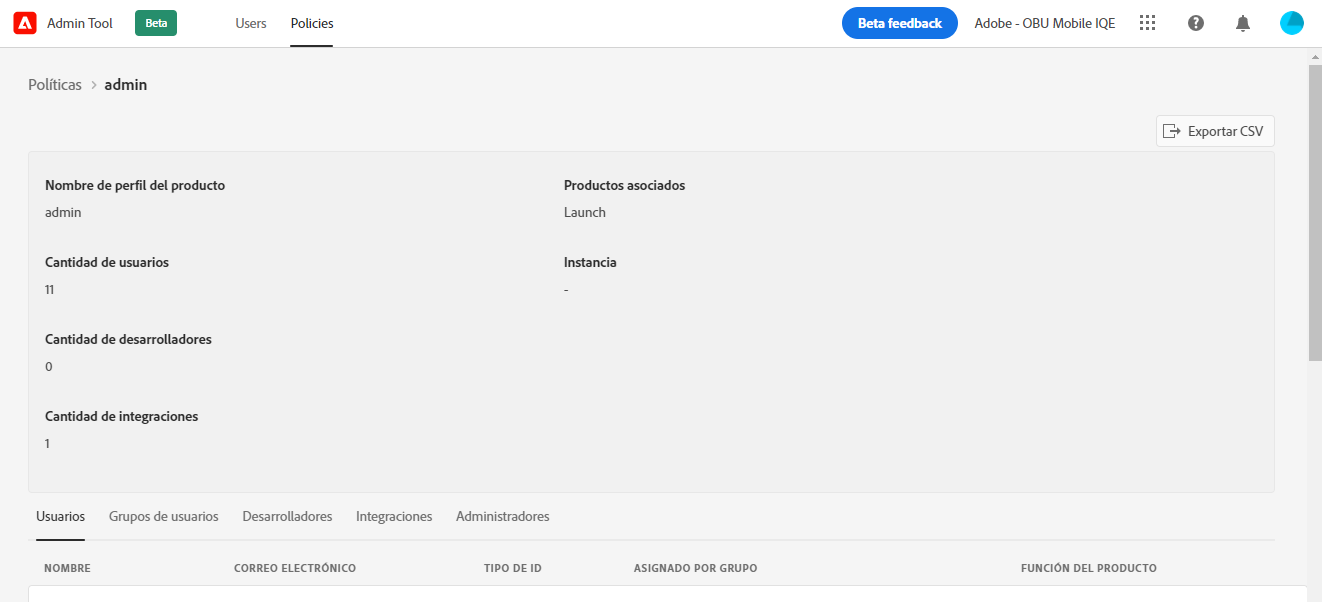 Admin Tool Beta Users Policies Beta feedback Adobe - OBU Mobile IQE
Políticas > admin
Exportar CSV
Nombre de perfil del producto Productos asociados
admin Launch
Cantidad de usuarios Instancia
11 -
Cantidad de desarrolladores
0
Cantidad de integraciones
1
Usuarios Grupos de usuarios Desarrolladores Integraciones Administradores
NOMBRE CORREO ELECTRÓNICO TIPO DE ID ASIGNADO POR GRUPO FUNCIÓN DEL PRODUCTO